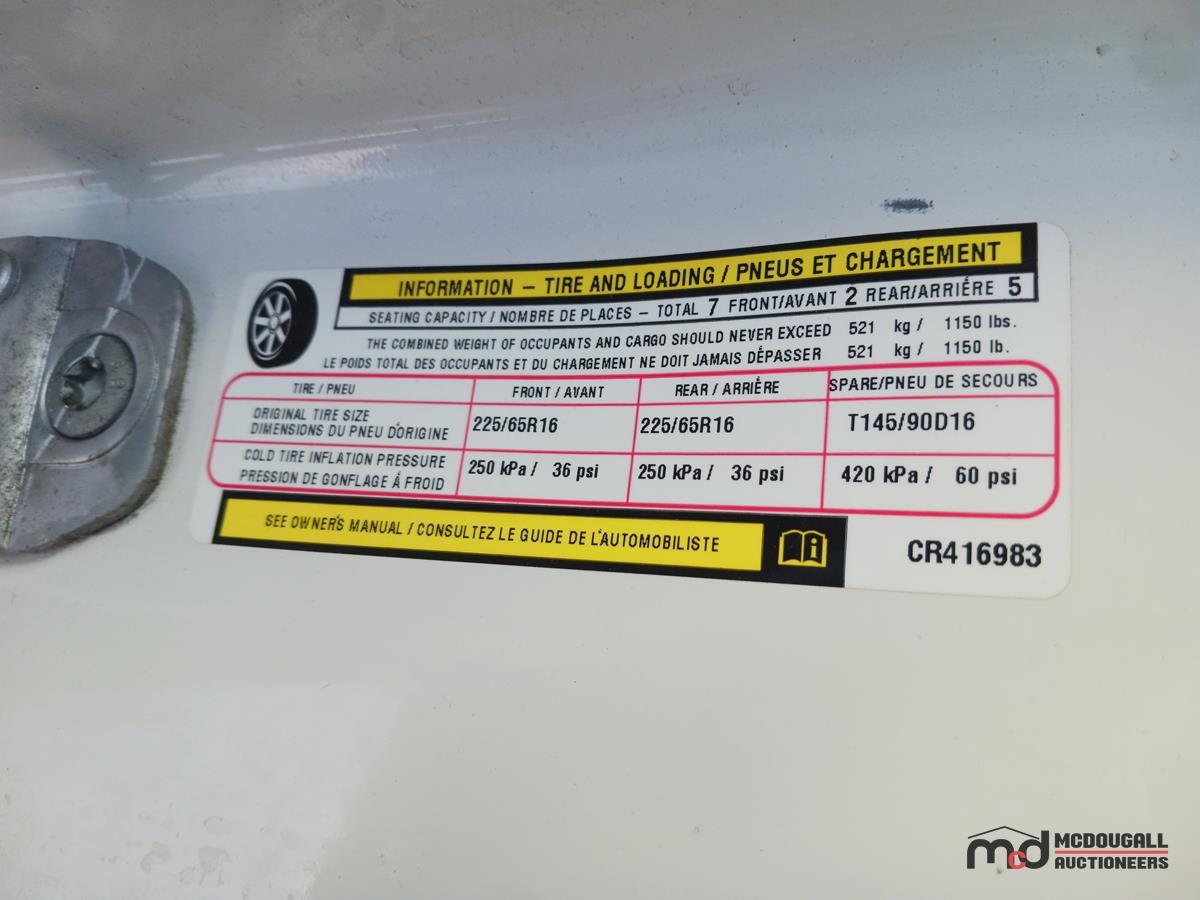 INFORMATION – TIRE AND LOADING / PNEUS ET CHARGEMENT
SEATING CAPACITY / NOMBRE DE PLACES – TOTAL 7 FRONT/AVANT 2 REAR/ARRIÈRE 5
THE COMBINED WEIGHT OF OCCUPANTS AND CARGO SHOULD NEVER EXCEED 521 kg / 1150 lbs.
LE POIDS TOTAL DES OCCUPANTS ET DU CHARGEMENT NE DOIT JAMAIS DÉPASSER 521 kg / 1150 lb.
TIRE / PNEU FRONT / AVANT REAR / ARRIÈRE SPARE/PNEU DE SECOURS
ORIGINAL TIRE SIZE
DIMENSIONS DU PNEU D'ORIGINE 225/65R16 225/65R16 T145/90D16
COLD TIRE INFLATION PRESSURE
PRESSION DE GONFLAGE À FROID 250 kPa / 36 psi 250 kPa / 36 psi 420 kPa / 60 psi
SEE OWNER'S MANUAL / CONSULTEZ LE GUIDE DE L'AUTOMOBILISTE
CR416983
mcd MCDOUGALL
AUCTIONEERS